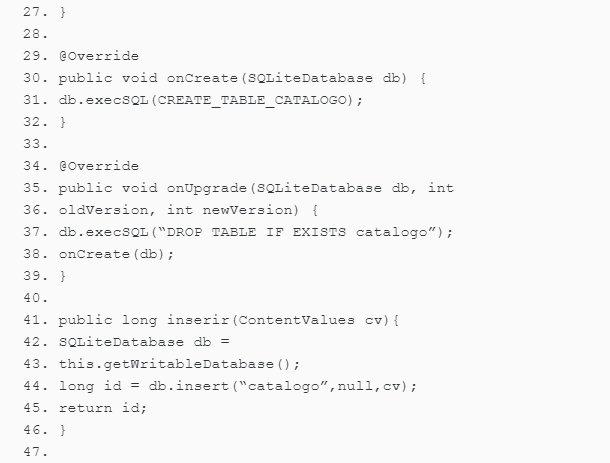 27. }
28.
29. @Override
30. public void onCreate(SQLiteDatabase db) {
31. db.execSQL(CREATE_TABLE_CATALOGO);
32. }
33.
34. @Override
35. public void onUpgrade(SQLiteDatabase db, int
36. oldVersion, int newVersion) {
37. db.execSQL(“DROP TABLE IF EXISTS catalogo”);
38. onCreate(db);
39. }
40.
41. public long inserir(ContentValues cv){
42. SQLiteDatabase db =
43. this.getWritableDatabase();
44. long id = db.insert(“catalogo”,null,cv);
45. return id;
46. }
47.